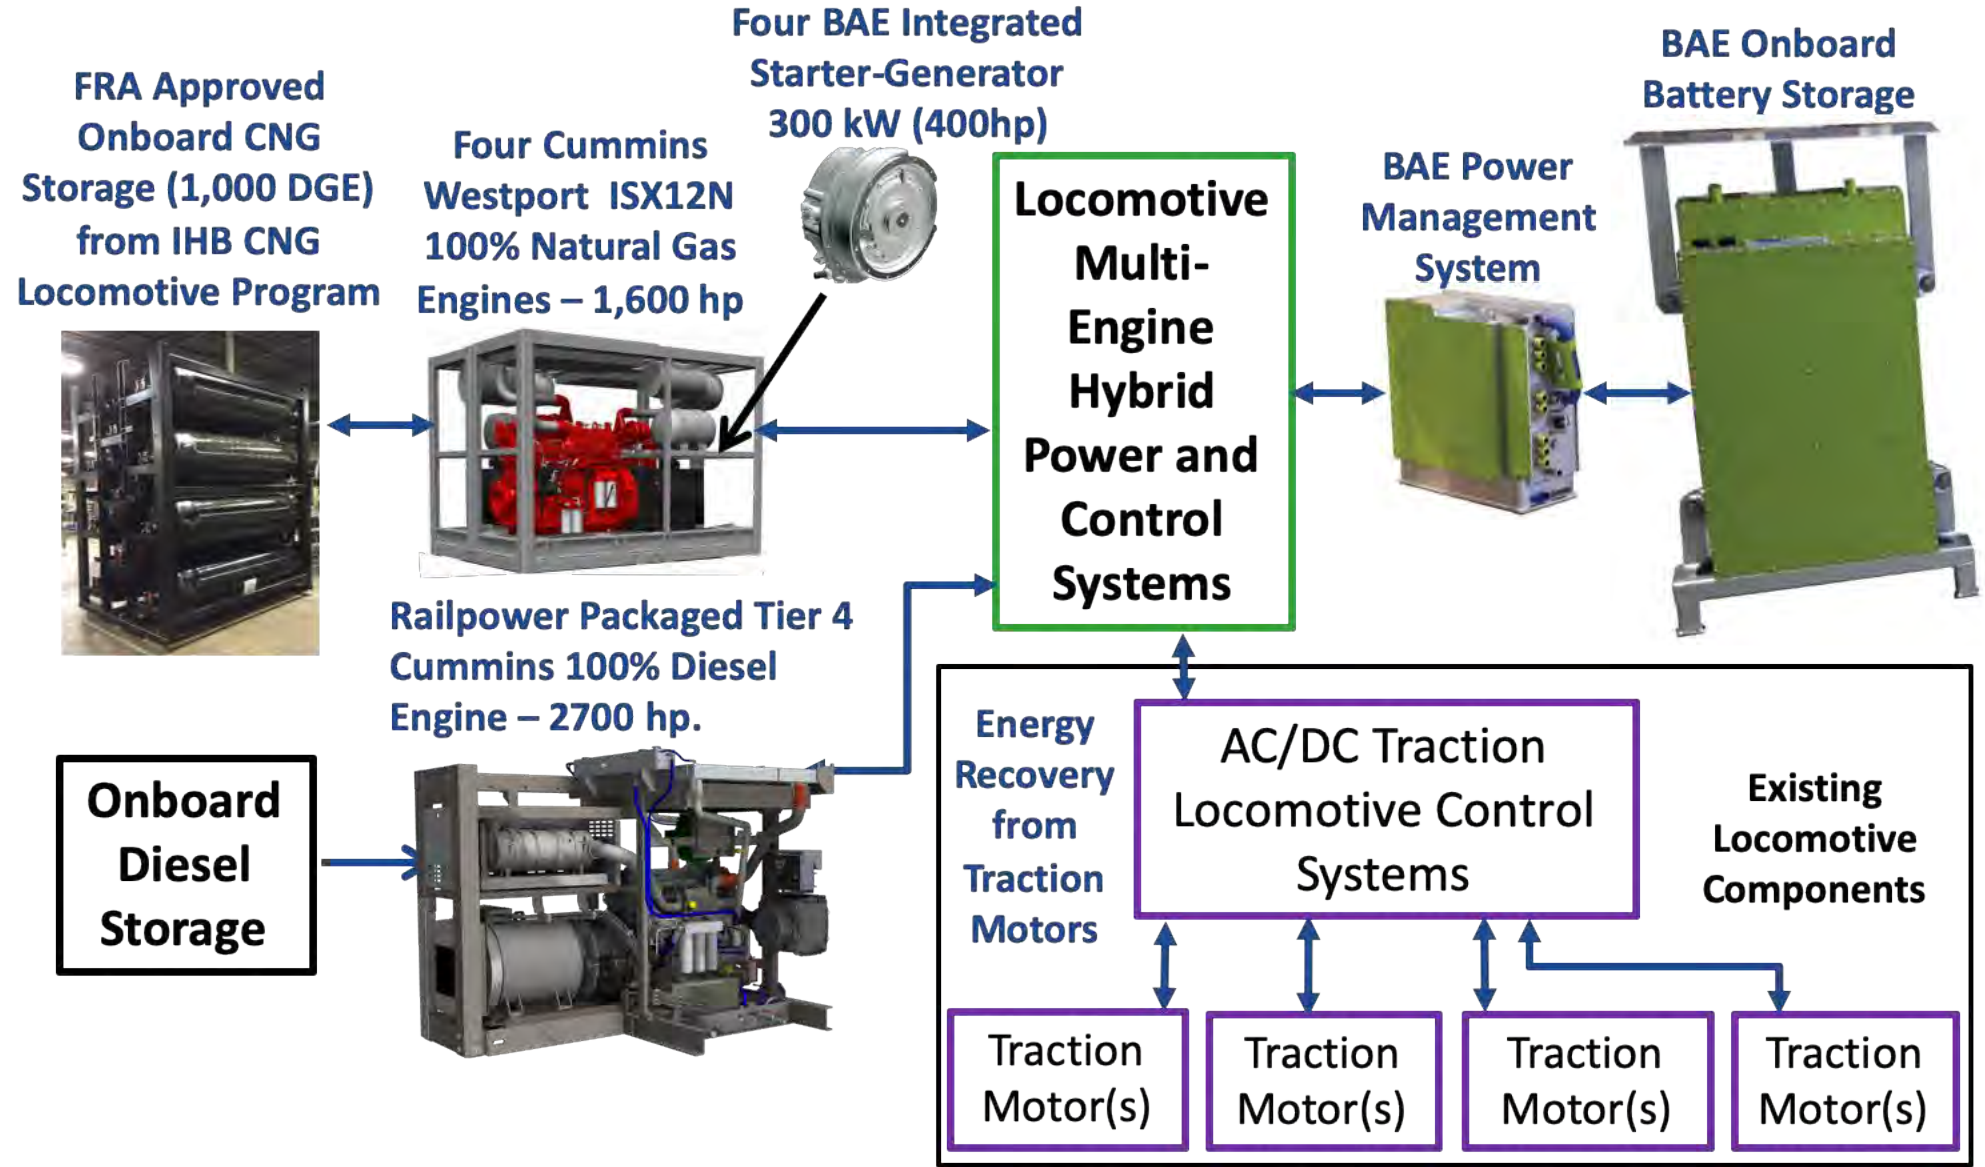 Four BAE Integrated
Starter-Generator
300 kW (400hp)
BAE Onboard
Battery Storage
FRA Approved
Onboard CNG
Storage (1,000 DGE)
from IHB CNG
Locomotive Program
Four Cummins
Westport ISX12N
100% Natural Gas
Engines – 1,600 hp
Locomotive
Multi-
Engine
Hybrid
Power and
Control
Systems
BAE Power
Management
System
Railpower Packaged Tier 4
Cummins 100% Diesel
Engine – 2700 hp.
Onboard
Diesel
Storage
Energy
Recovery
from
Traction
Motors
AC/DC Traction
Locomotive Control
Systems
Existing
Locomotive
Components
Traction
Motor(s)
Traction
Motor(s)
Traction
Motor(s)
Traction
Motor(s)